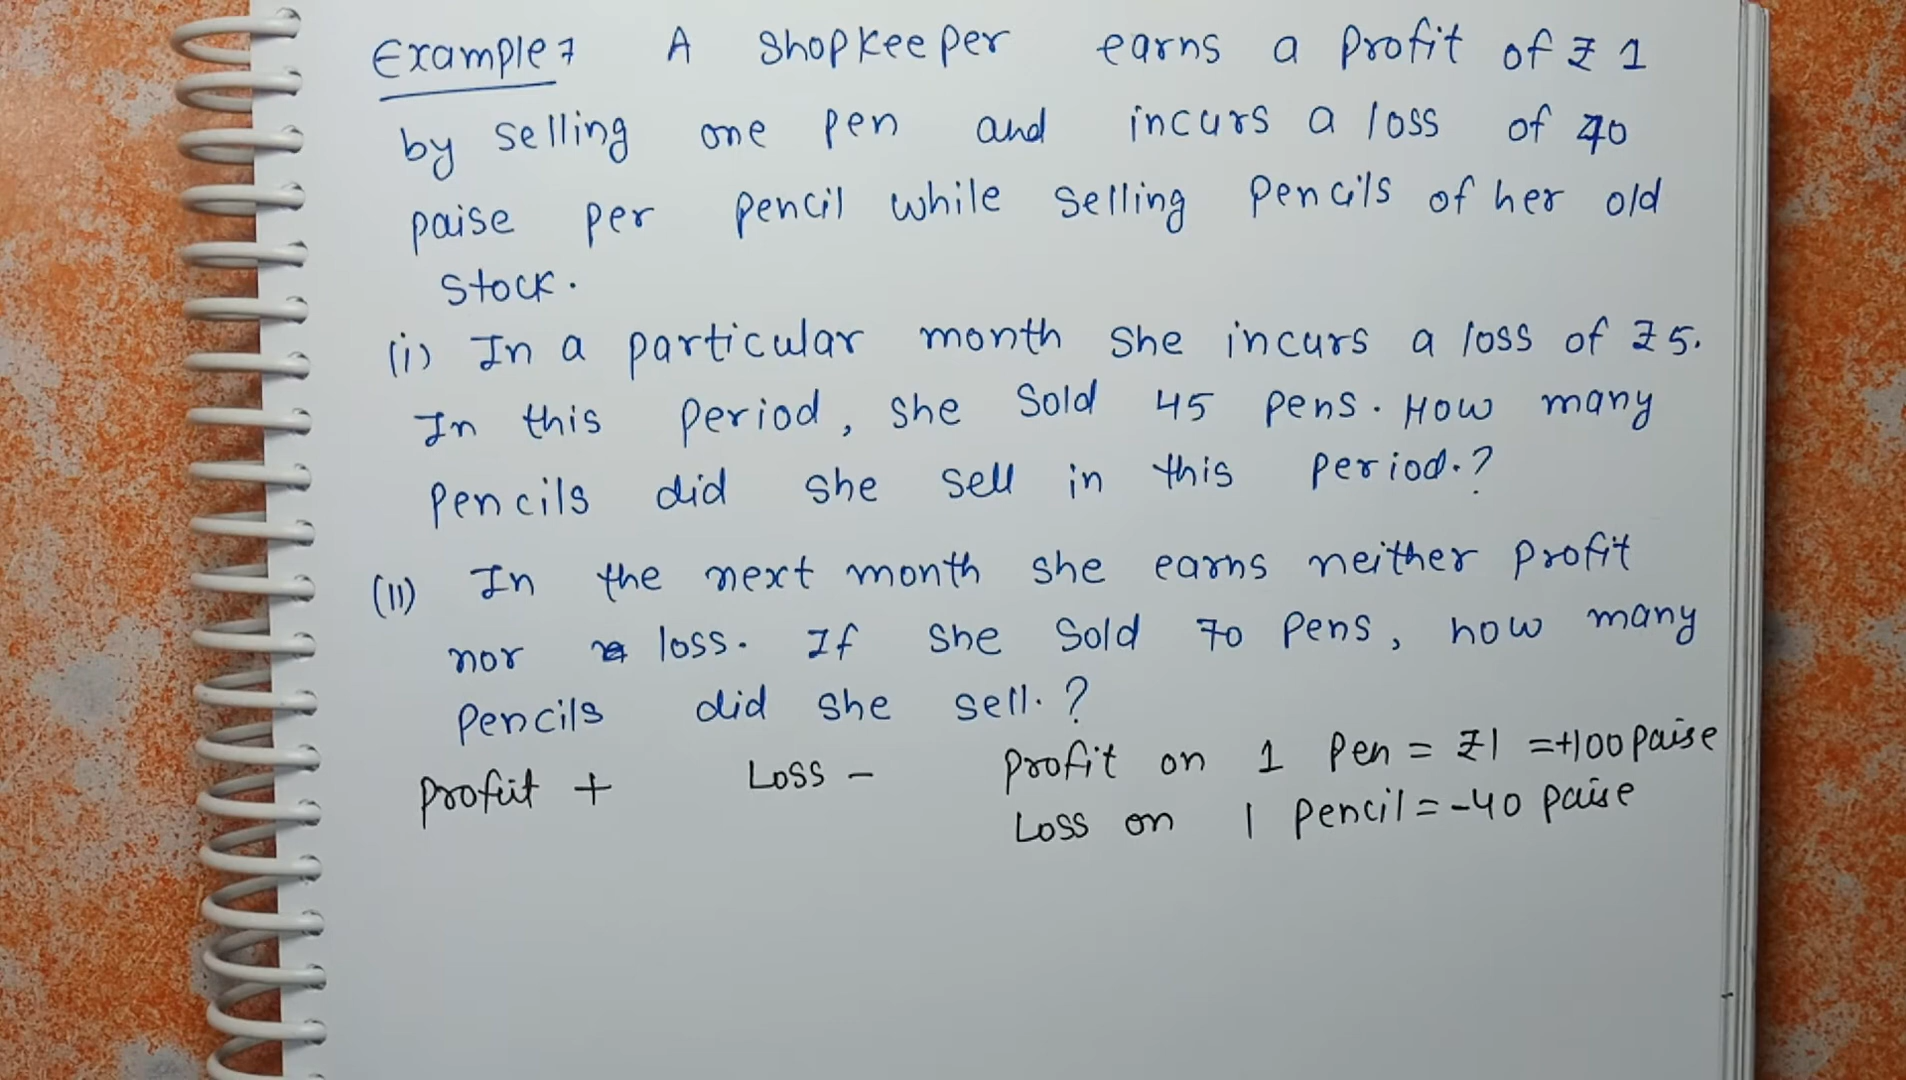 Example 7 A shopkeeper earns a profit of ₹ 1
by selling one pen and incurs a loss of 40
paise per pencil while selling pencils of her old
stock.
(i) In a particular month she incurs a loss of ₹5.
In this period, she sold 45 pens. How many
pencils did she sell in this period.?
(II) In the next month she earns neither profit
nor loss. If she sold 70 pens, how many
pencils did she sell.?
Profit + Loss - Profit on 1 Pen = ₹1 = +100 paise
Loss on 1 Pencil = -40 paise